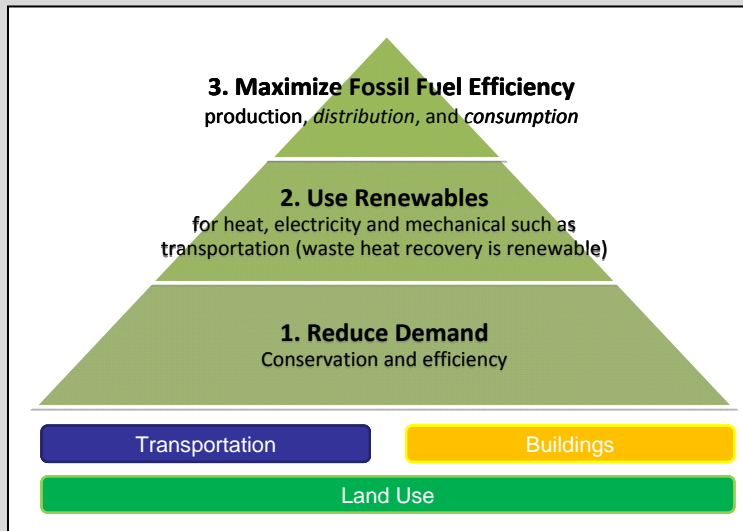 3. Maximize Fossil Fuel Efficiency
production, distribution, and consumption
2. Use Renewables
for heat, electricity and mechanical such as
transportation (waste heat recovery is renewable)
1. Reduce Demand
Conservation and efficiency
Transportation
Buildings
Land Use